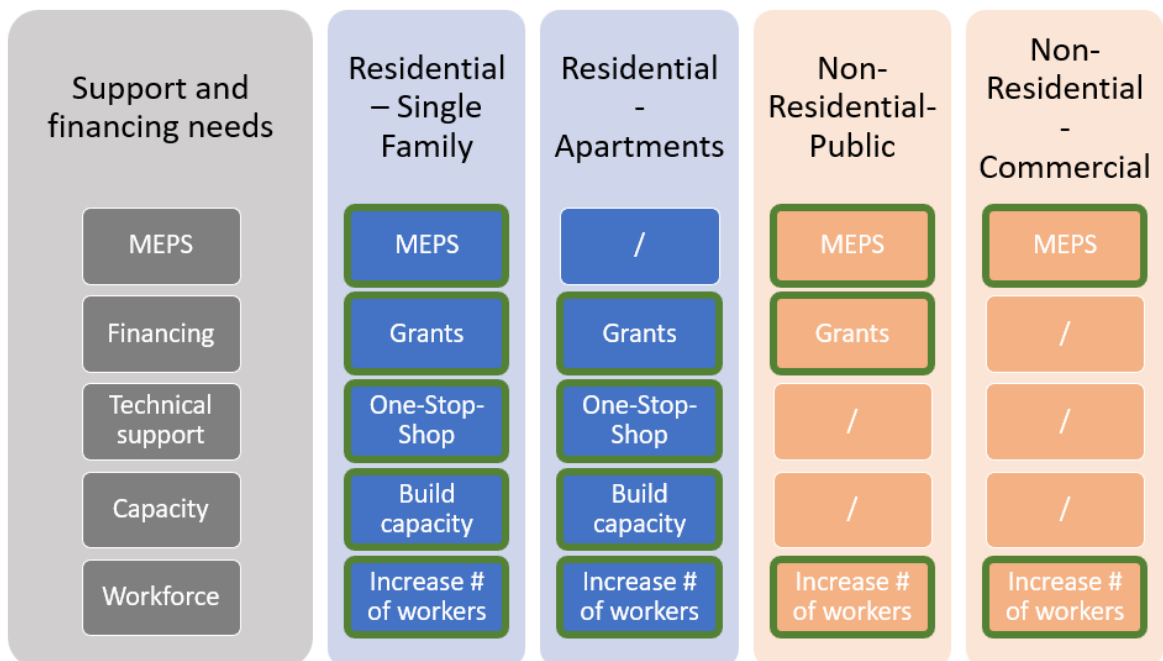 Support and
financing needs
MEPS
Financing
Technical
support
Capacity
Workforce
Residential
– Single
Family
MEPS
Grants
One-Stop-
Shop
Build
capacity
Increase #
of workers
Residential
-
Apartments
/
Grants
One-Stop-
Shop
Build
capacity
Increase #
of workers
Non-
Residential-
Public
MEPS
Grants
/
/
Increase #
of workers
Non-
Residential
-
Commercial
MEPS
/
/
/
Increase #
of workers